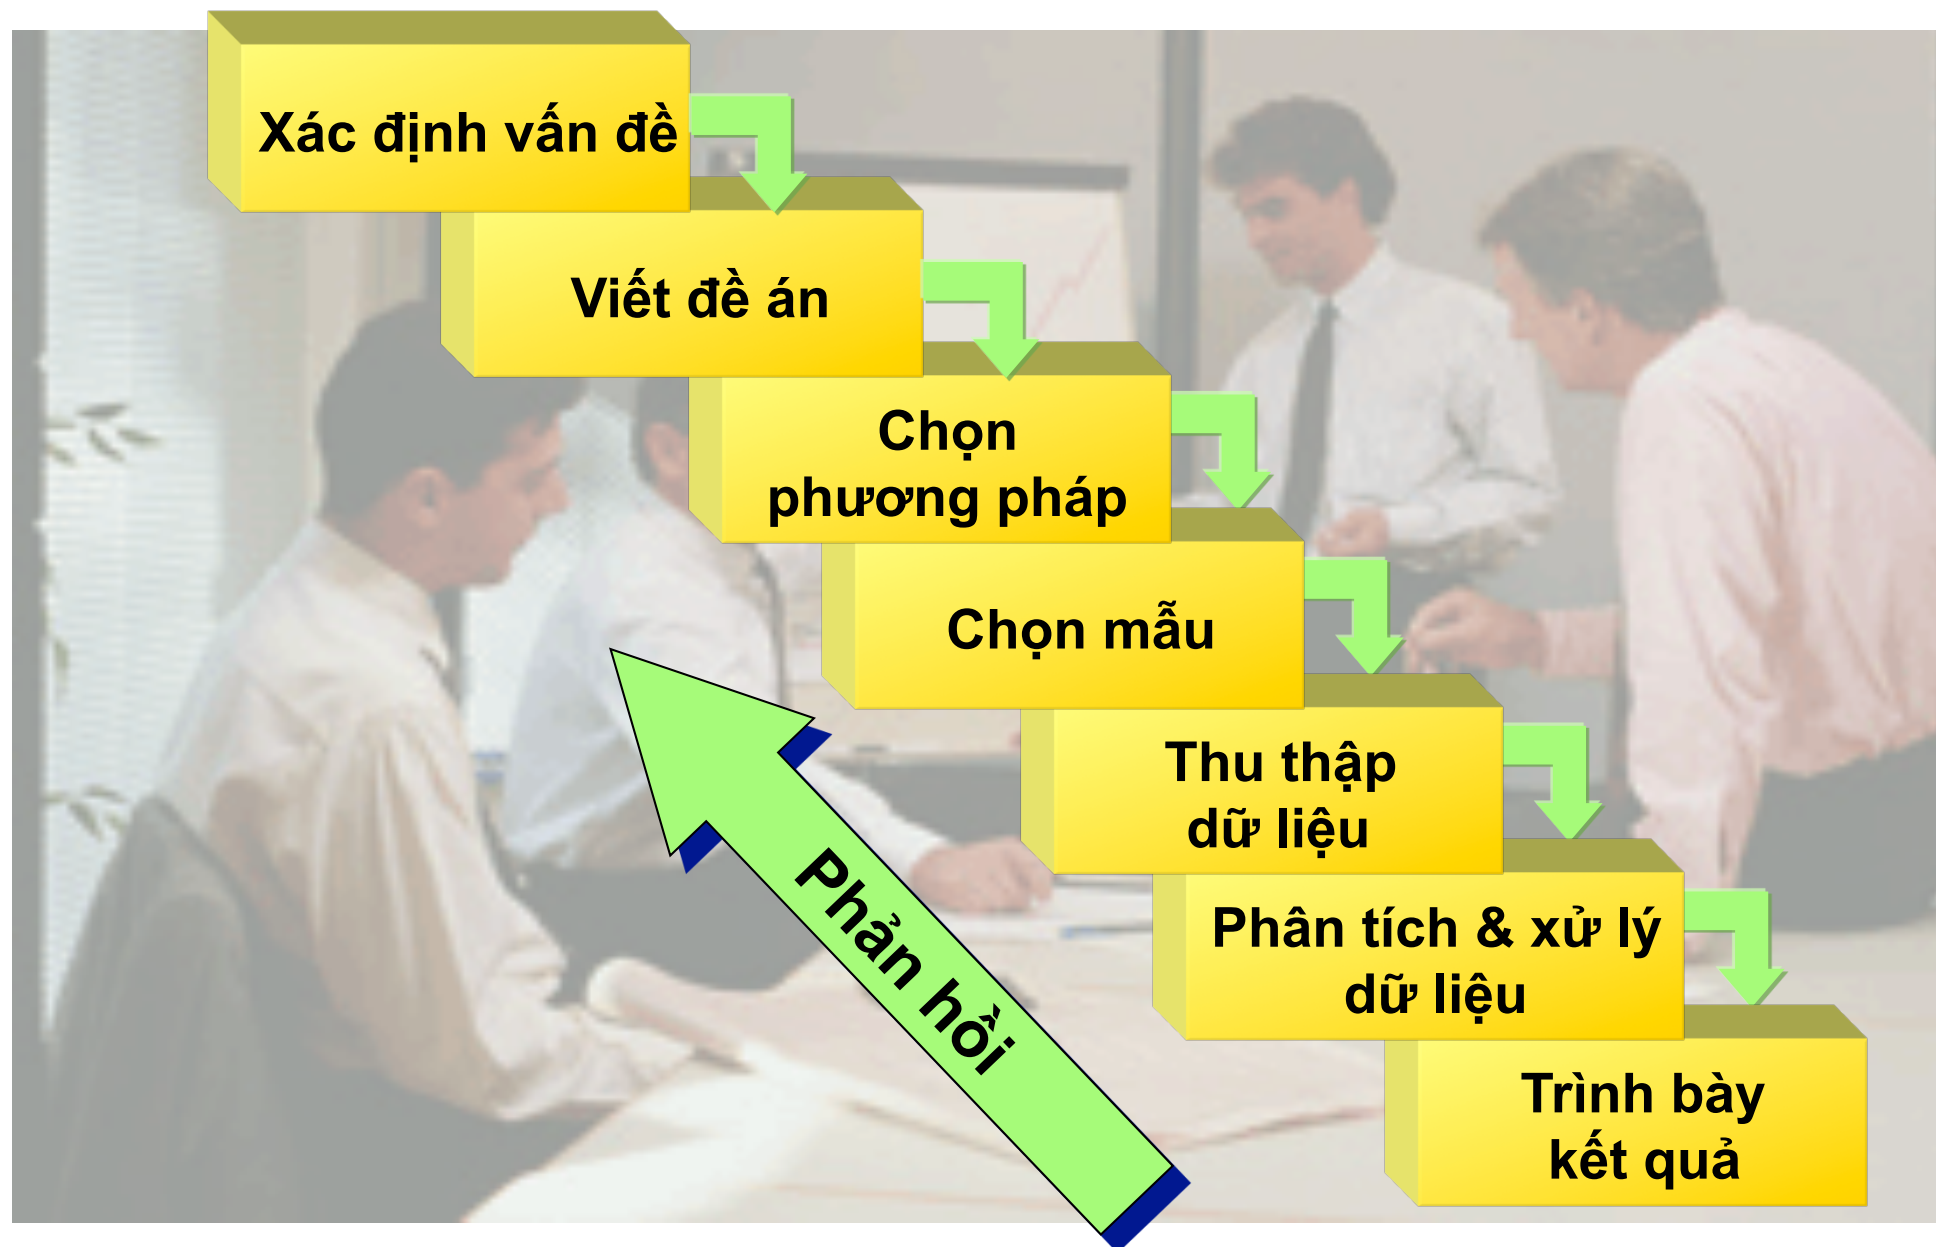 Xác định vấn đề
Viết đề án
Chọn
phương pháp
Chọn mẫu
Thu thập
dữ liệu
Phân tích & xử lý
dữ liệu
Trình bày
kết quả
Phản hồi